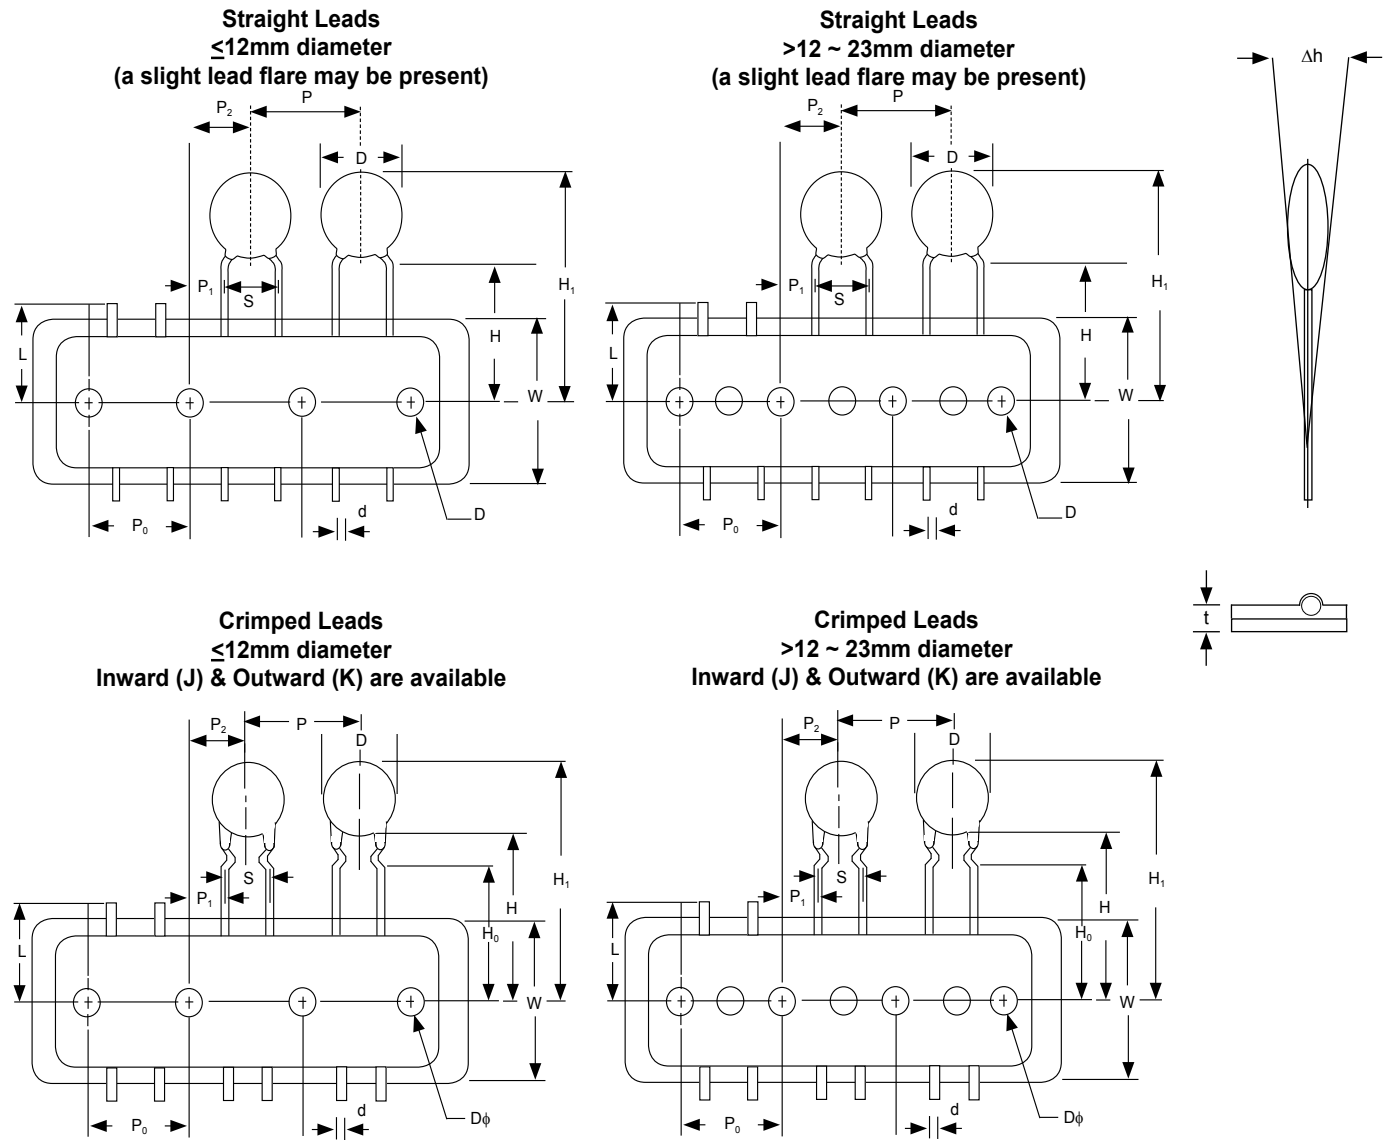 Straight Leads
≤12mm diameter
(a slight lead flare may be present)
P
P2
D
P1
S
H1
H
L
W
P0
d
D
Straight Leads
>12 ~ 23mm diameter
(a slight lead flare may be present)
P
P2
D
P1
S
H1
H
L
W
P0
d
D
Δh
t
Crimped Leads
≤12mm diameter
Inward (J) & Outward (K) are available
P2
P
D
S
P1
H1
H
H0
L
W
P0
d
Dϕ
Crimped Leads
>12 ~ 23mm diameter
Inward (J) & Outward (K) are available
P2
P
D
S
P1
H1
H
H0
L
W
P0
d
Dϕ